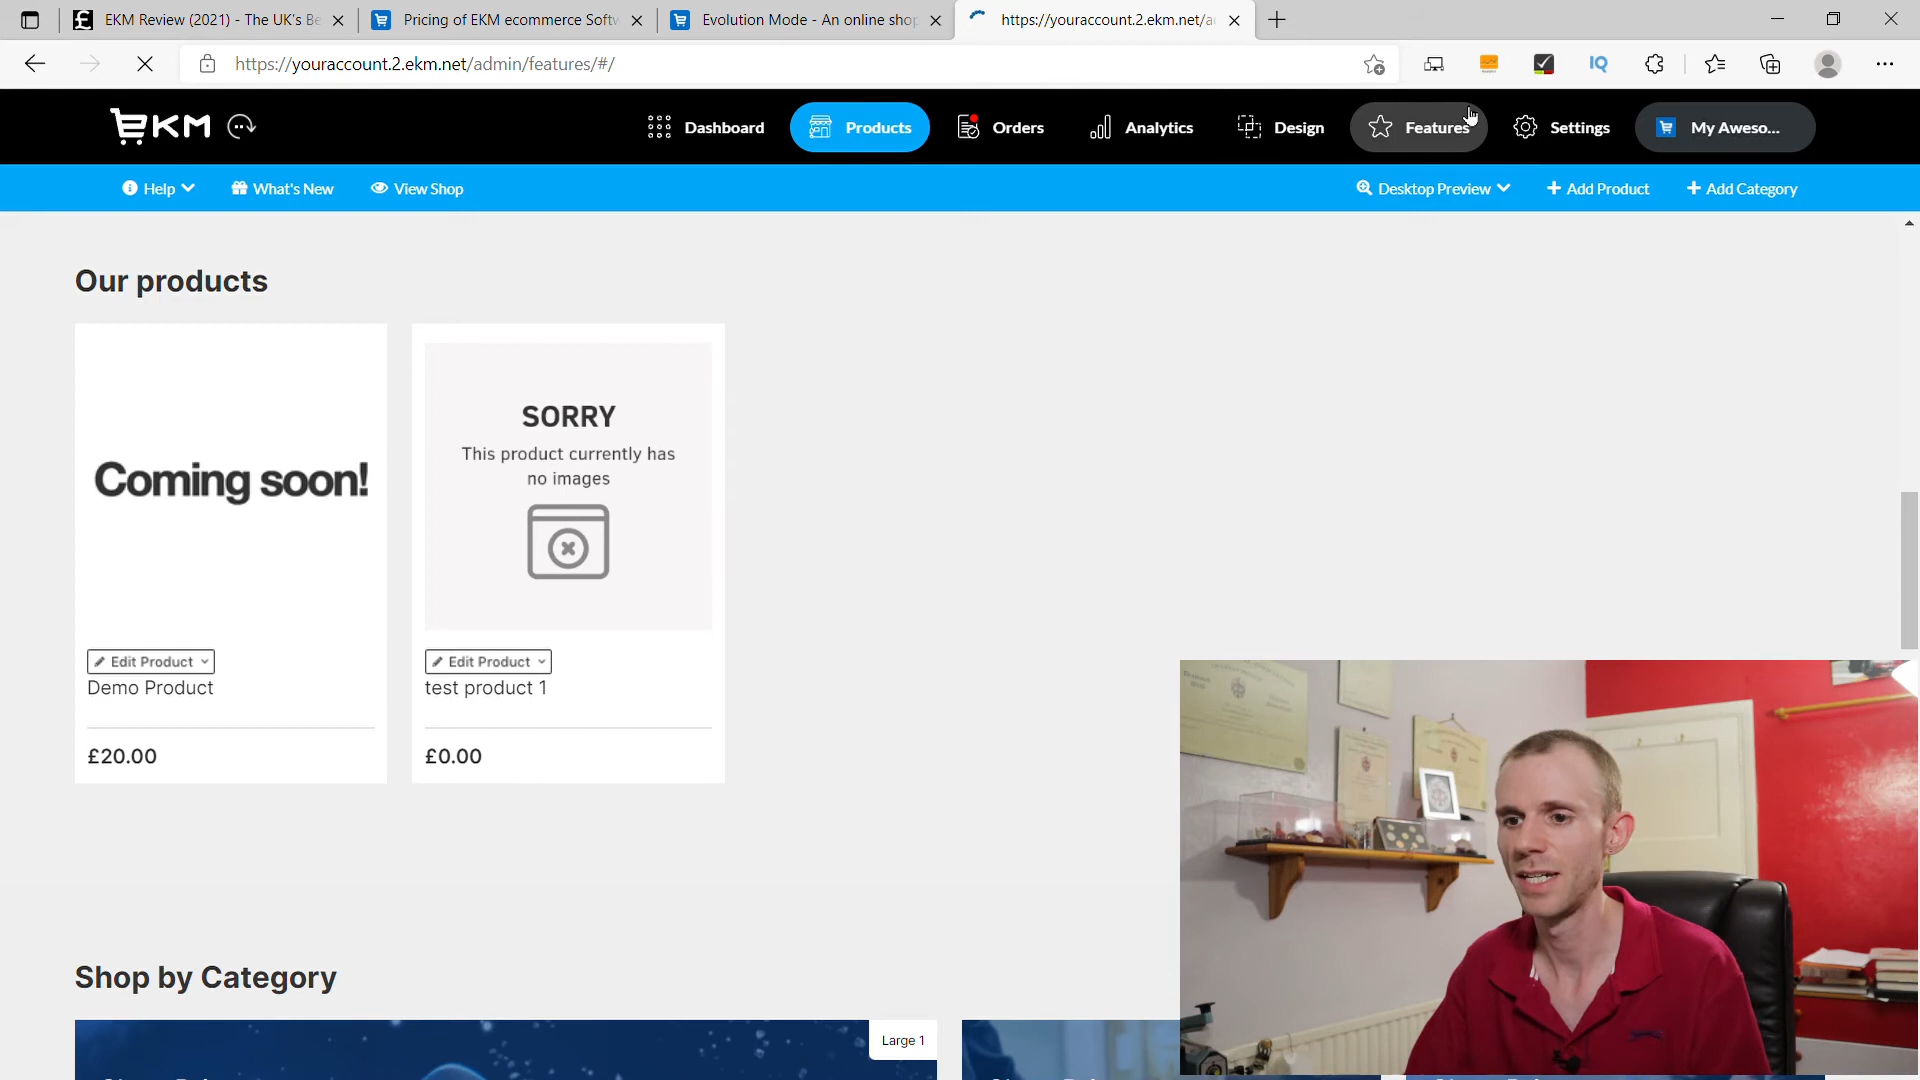 EKM Review (2021) - The UK's Be
Pricing of EKM ecommerce Softw
Evolution Mode - An online shop
https://youraccount.2.ekm.net/a
https://youraccount.2.ekm.net/admin/features/#/
IQ
EKM
Dashboard
Products
Orders
Analytics
Design
Features
Settings
My Aweso...
Help
What's New
View Shop
Desktop Preview
+ Add Product
+ Add Category
Our products
Coming soon!
SORRY
This product currently has
no images
Edit Product
Demo Product
£20.00
Edit Product
test product 1
£0.00
Shop by Category
Large 1